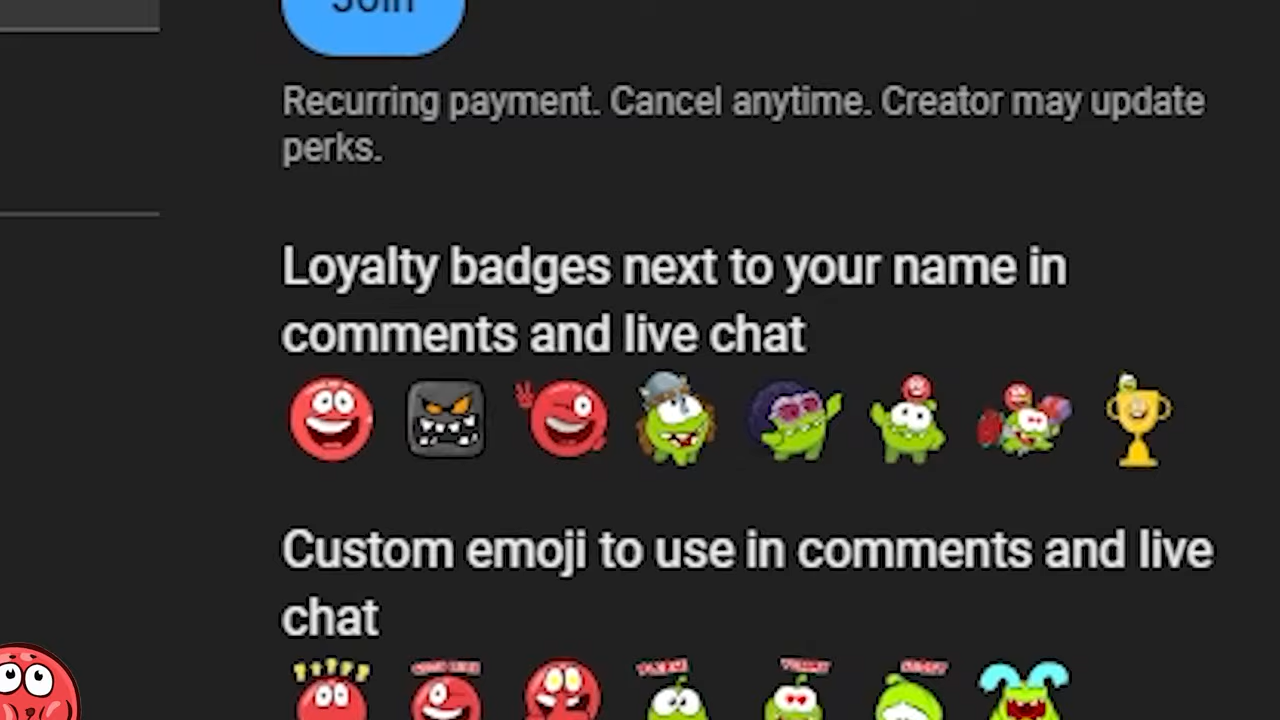 Join
Recurring payment. Cancel anytime. Creator may update
perks.
Loyalty badges next to your name in
comments and live chat
Custom emoji to use in comments and live
chat